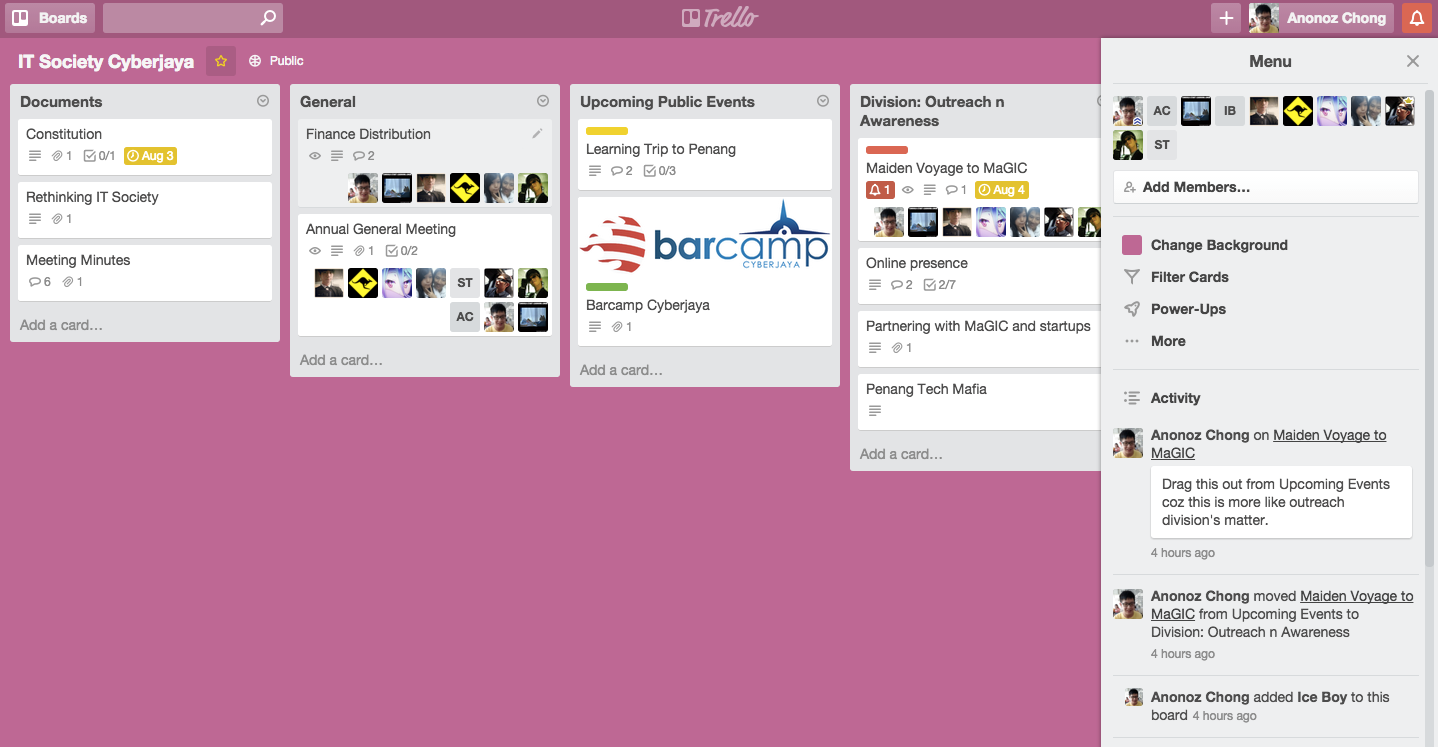 Boards
Trello
Anonoz Chong
IT Society Cyberjaya
Public
Documents
Constitution
1 0/1 Aug 3
Rethinking IT Society
1
Meeting Minutes
6 1
Add a card...
General
Finance Distribution
2
Annual General Meeting
1 0/2
ST
AC
Add a card...
Upcoming Public Events
Learning Trip to Penang
2 0/3
barcamp
CYBERJAYA
Barcamp Cyberjaya
1
Add a card...
Division: Outreach n
Awareness
Maiden Voyage to MaGIC
1 1 Aug 4
Online presence
2 2/7
Partnering with MaGIC and startups
1
Penang Tech Mafia
Add a card...
Menu
AC IB
ST
Add Members...
Change Background
Filter Cards
Power-Ups
More
Activity
Anonoz Chong on Maiden Voyage to
MaGIC
Drag this out from Upcoming Events
coz this is more like outreach
division's matter.
4 hours ago
Anonoz Chong moved Maiden Voyage to
MaGIC from Upcoming Events to
Division: Outreach n Awareness
4 hours ago
Anonoz Chong added Ice Boy to this
board 4 hours ago